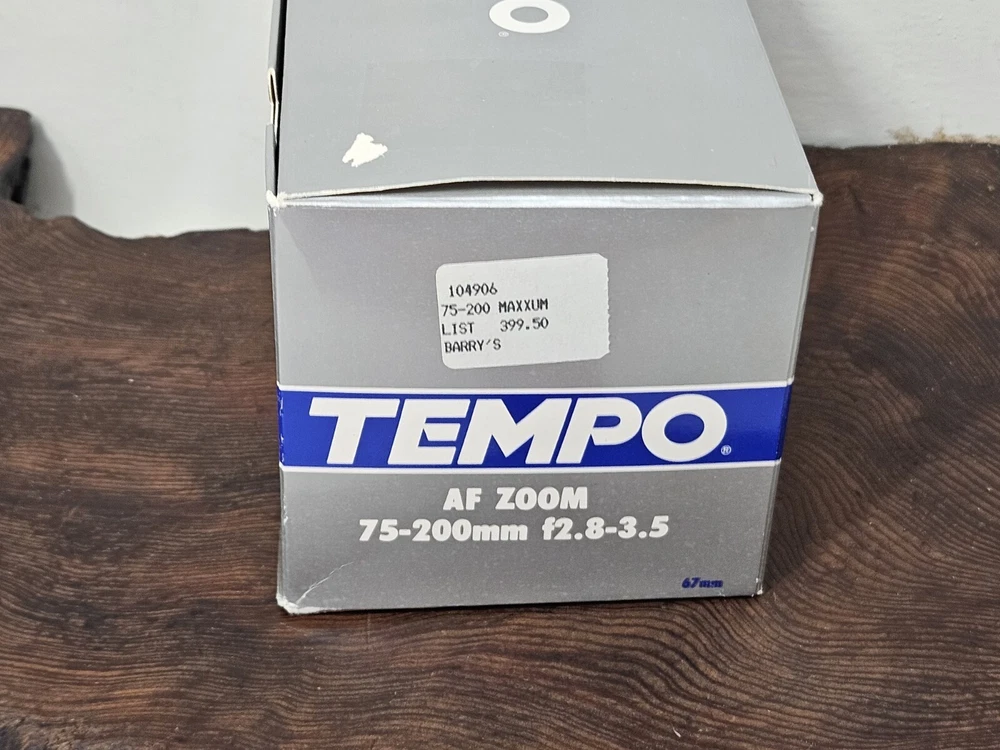 O
®
104906
75-200 MAXXUM
LIST 399.50
BARRY'S
TEMPO®
AF ZOOM
75-200mm f2.8-3.5
67mm